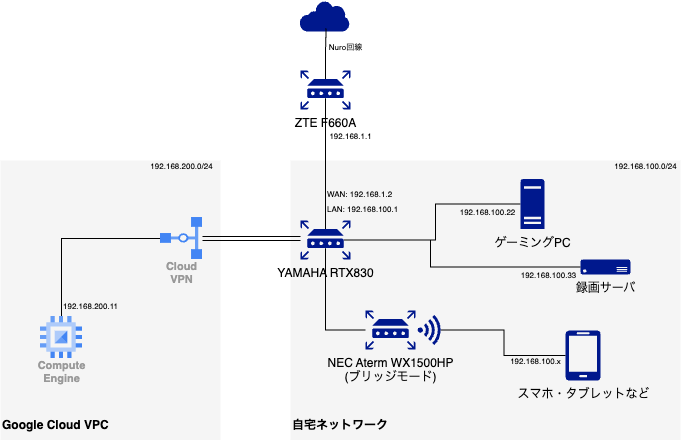 Nuro回線
ZTE F660A
192.168.1.1
192.168.200.0/24
192.168.100.0/24
WAN: 192.168.1.2
LAN: 192.168.100.1
192.168.100.22
ゲーミングPC
Cloud
VPN
YAMAHA RTX830
192.168.100.33
録画サーバ
192.168.200.11
Compute
Engine
NEC Aterm WX1500HP
(ブリッジモード)
192.168.100.x
スマホ・タブレットなど
Google Cloud VPC
自宅ネットワーク